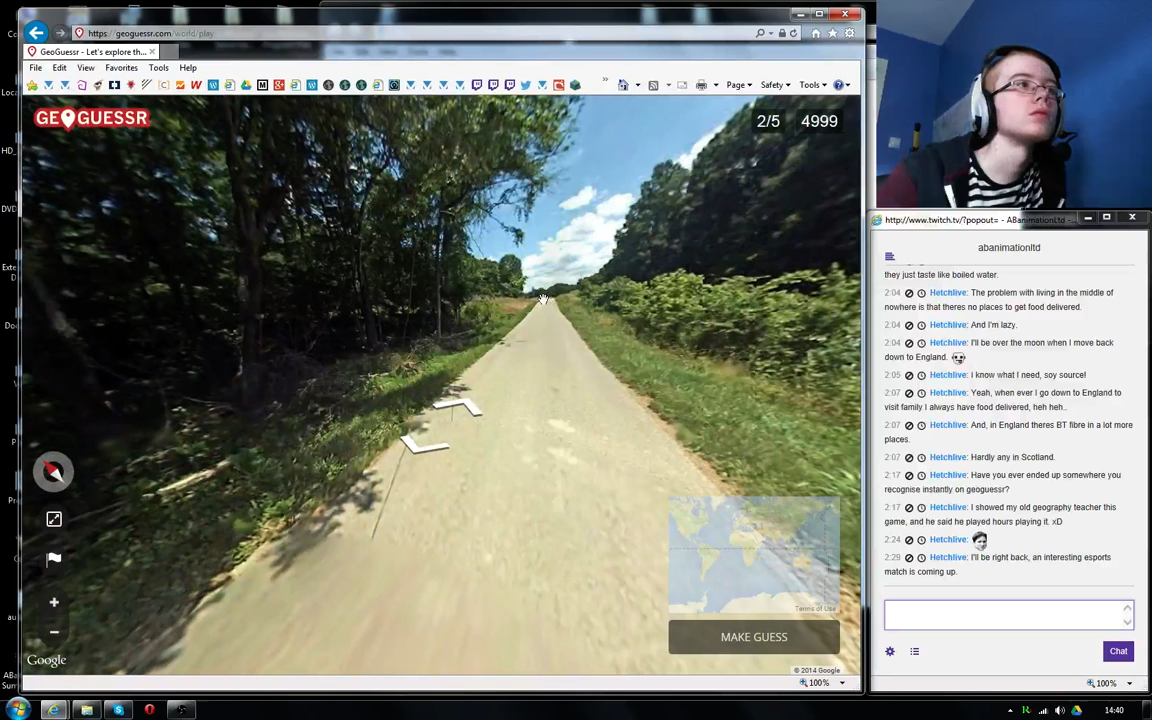 https://geoguessr.com/world/play
GeoGuessr - Let's explore th...
File Edit View Favorites Tools Help
Page Safety Tools
GEOGUESSR
2/5 4999
Terms of Use
MAKE GUESS
Google
© 2014 Google
100%
http://www.twitch.tv/?popout= - ABanimationLtd -...
abanimationltd
they just taste like boiled water.
2:04 Hetchlive: The problem with living in the middle of
nowhere is that theres no places to get food delivered.
2:04 Hetchlive: And I'm lazy.
2:04 Hetchlive: I'll be over the moon when I move back
down to England.
2:05 Hetchlive: I know what I need, soy source!
2:07 Hetchlive: Yeah, when ever I go down to England to
visit family I always have food delivered, heh heh..
2:07 Hetchlive: And, in England theres BT fibre in a lot more
places.
2:07 Hetchlive: Hardly any in Scotland.
2:17 Hetchlive: Have you ever ended up somewhere you
recognise instantly on geoguessr?
2:17 Hetchlive: I showed my old geography teacher this
game, and he said he played hours playing it. xD
2:24 Hetchlive:
2:29 Hetchlive: I'll be right back, an interesting esports
match is coming up.
Chat
100%
14:40